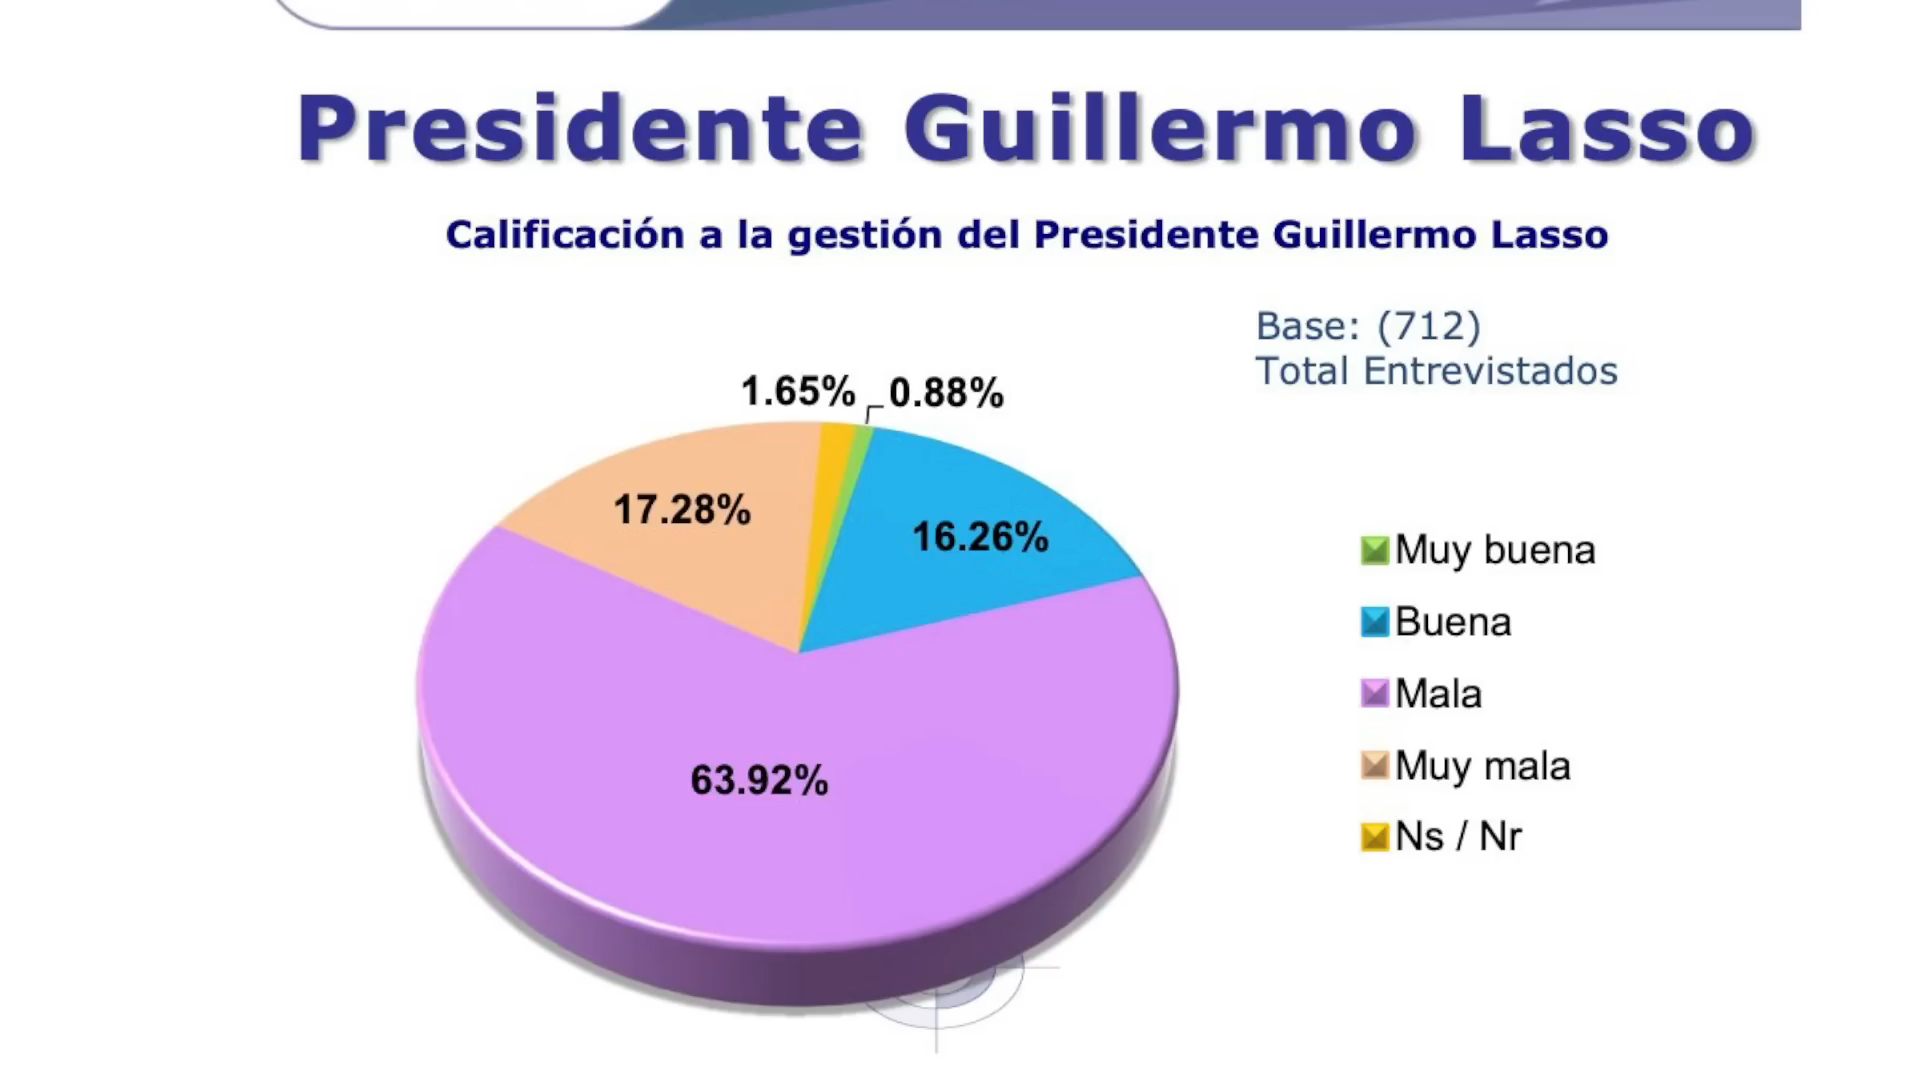 Presidente Guillermo Lasso
Calificación a la gestión del Presidente Guillermo Lasso
Base: (712)
Total Entrevistados
1.65%
0.88%
17.28%
16.26%
63.92%
Muy buena
Buena
Mala
Muy mala
Ns / Nr